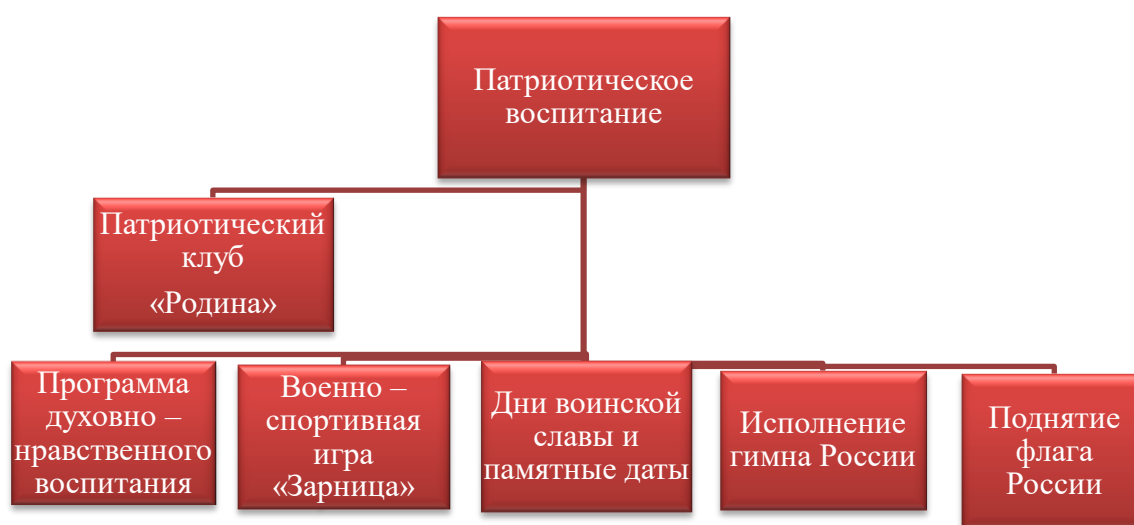 Патриотическое
воспитание
Патриотический
клуб
«Родина»
Программа
духовно –
нравственного
воспитания
Военно –
спортивная
игра
«Зарница»
Дни воинской
славы и
памятные даты
Исполнение
гимна России
Поднятие
флага
России